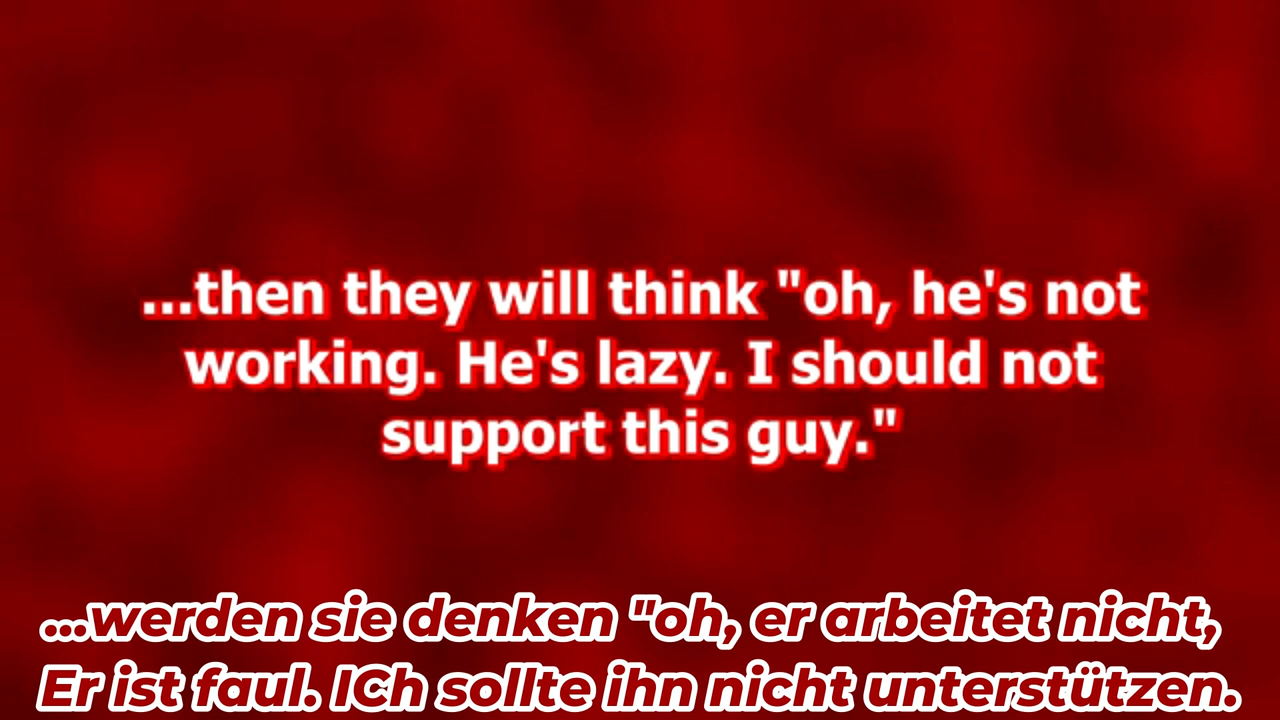 ...then they will think "oh, he's not
working. He's lazy. I should not
support this guy."
...werden sie denken "oh, er arbeitet nicht,
Er ist faul. ICh sollte ihn nicht unterstützen.